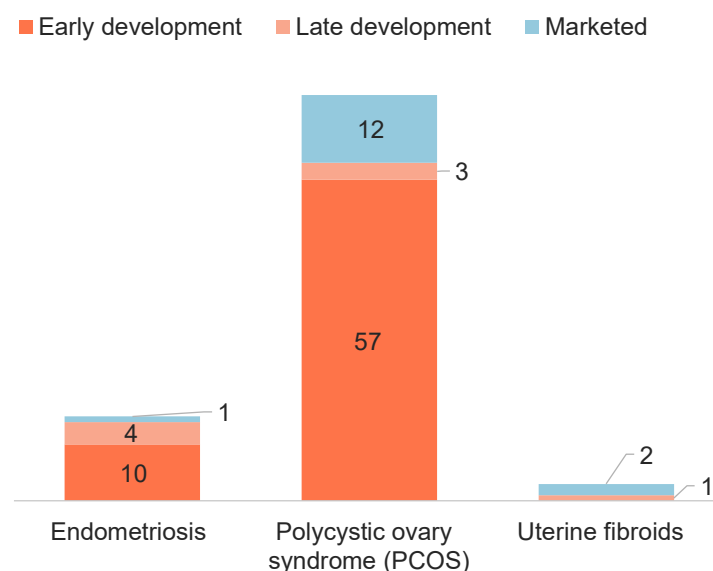 Early development Late development Marketed
12
3
57
1
4
10
2
1
Endometriosis Polycystic ovary Uterine fibroids
syndrome (PCOS)